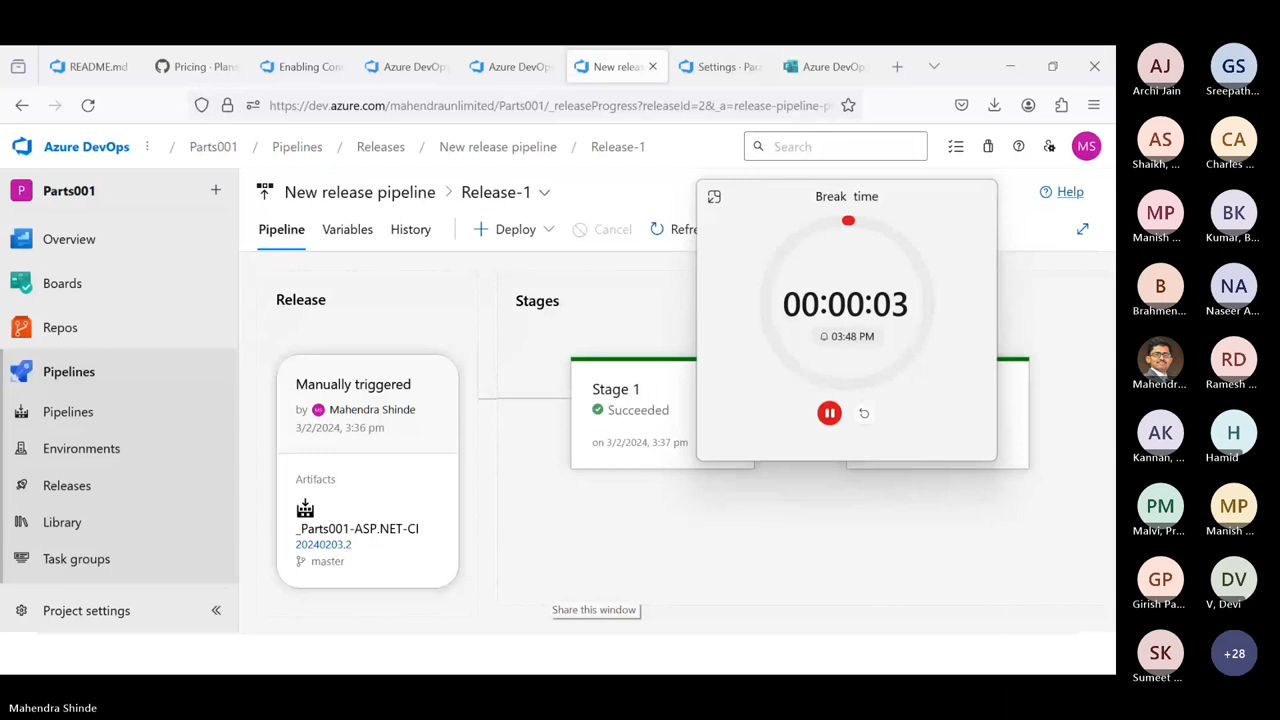 README.md
Pricing · Plan
Enabling Con
Azure DevOp
Azure DevOp
New relea
Settings · Para
Azure DevOp
https://dev.azure.com/mahendraunlimited/Parts001/_releaseProgress?releaseId=2&_a=release-pipeline-p
Azure DevOps / Parts001 / Pipelines / Releases / New release pipeline / Release-1
Search
MS
P Parts001
Overview
Boards
Repos
Pipelines
Pipelines
Environments
Releases
Library
Task groups
Project settings
New release pipeline > Release-1
Help
Pipeline Variables History Deploy Cancel Refre
Release
Manually triggered
by MS Mahendra Shinde
3/2/2024, 3:36 pm
Artifacts
_Parts001-ASP.NET-CI
20240203.2
master
Stages
Stage 1
Succeeded
on 3/2/2024, 3:37 pm
Break time
00:00:03
03:48 PM
Share this window
AJ
Archi Jain
GS
Sreepath...
AS
Shaikh, ...
CA
Charles ...
MP
Manish ...
BK
Kumar, B...
B
Brahmen...
NA
Naseer A...
Mahendr...
RD
Ramesh ...
AK
Kannan, ...
H
Hamid
PM
Malvi, Pr...
MP
Manish ...
GP
Girish Pa...
DV
V, Devi
SK
Sumeet ...
+28
Mahendra Shinde